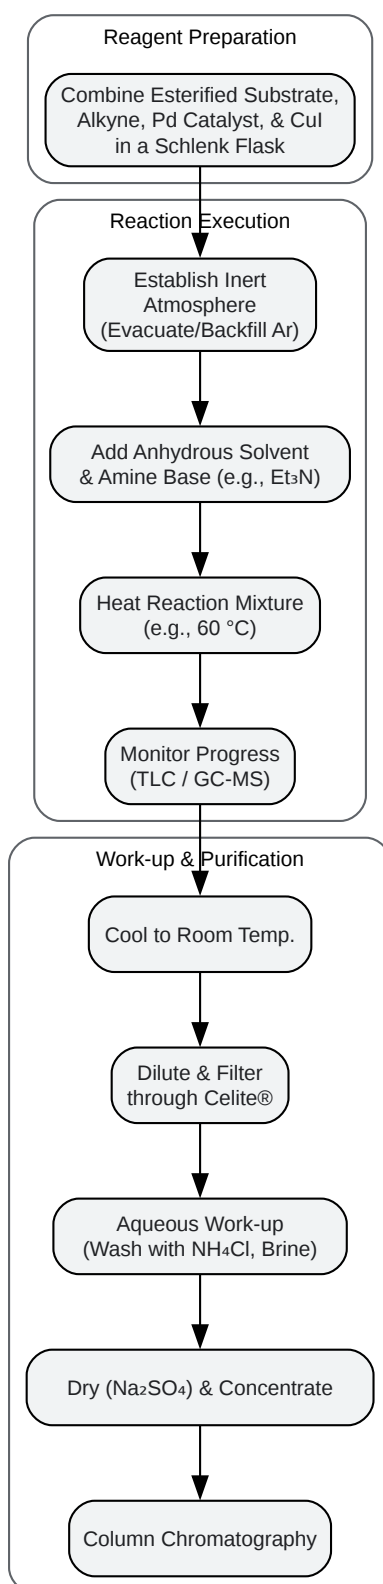 Reagent Preparation
Combine Esterified Substrate,
Alkyne, Pd Catalyst, & CuI
in a Schlenk Flask
Reaction Execution
Establish Inert
Atmosphere
(Evacuate/Backfill Ar)
Add Anhydrous Solvent
& Amine Base (e.g., Et₃N)
Heat Reaction Mixture
(e.g., 60 °C)
Monitor Progress
(TLC / GC-MS)
Work-up & Purification
Cool to Room Temp.
Dilute & Filter
through Celite®
Aqueous Work-up
(Wash with NH₄Cl, Brine)
Dry (Na₂SO₄) & Concentrate
Column Chromatography